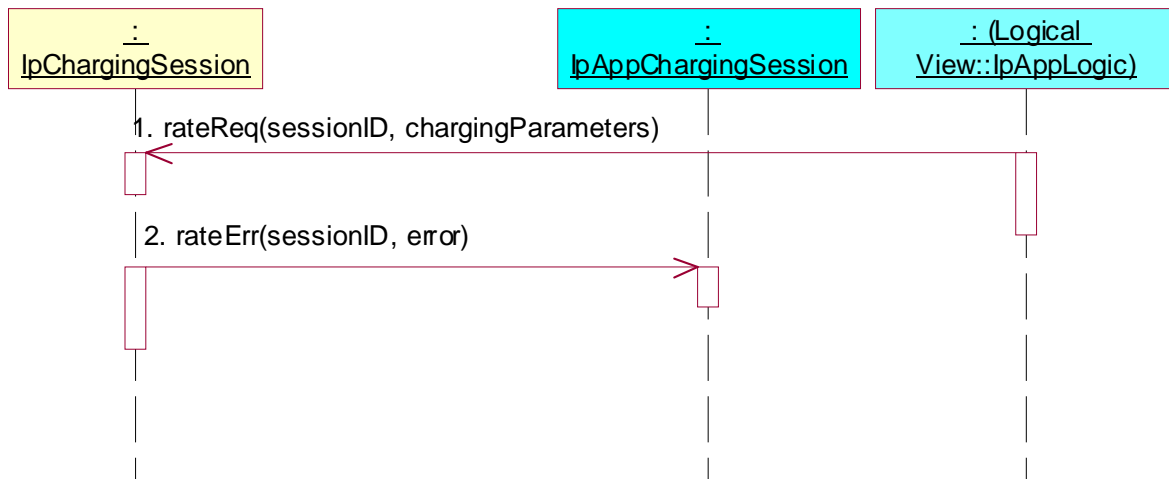 :
IpChargingSession
:
IpAppChargingSession
: (Logical
View::IpAppLogic)
1. rateReq(sessionID, chargingParameters)
2. rateErr(sessionID, error)